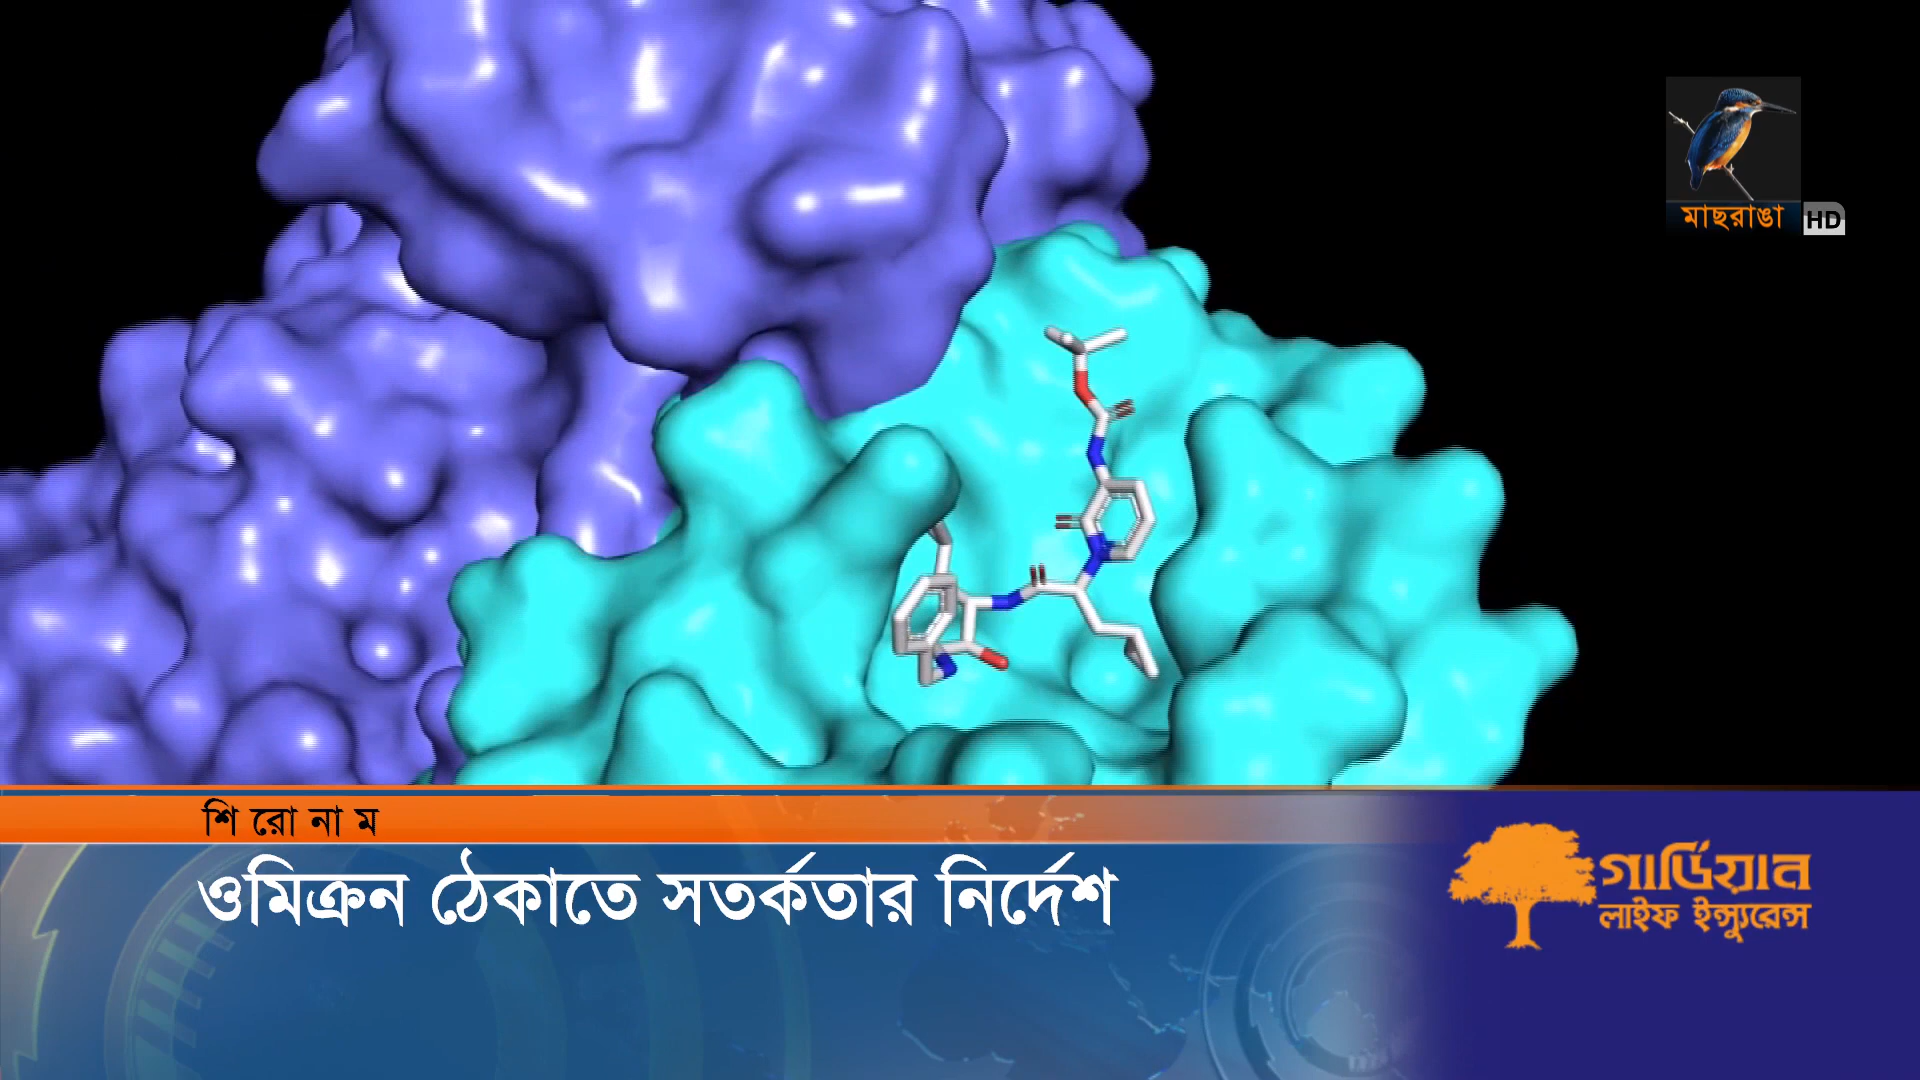 মাছরাঙা HD
শিরোনাম
ওমিক্রন ঠেকাতে সতর্কতার নির্দেশ
গার্ডিয়ান
লাইফ ইন্স্যুরেন্স